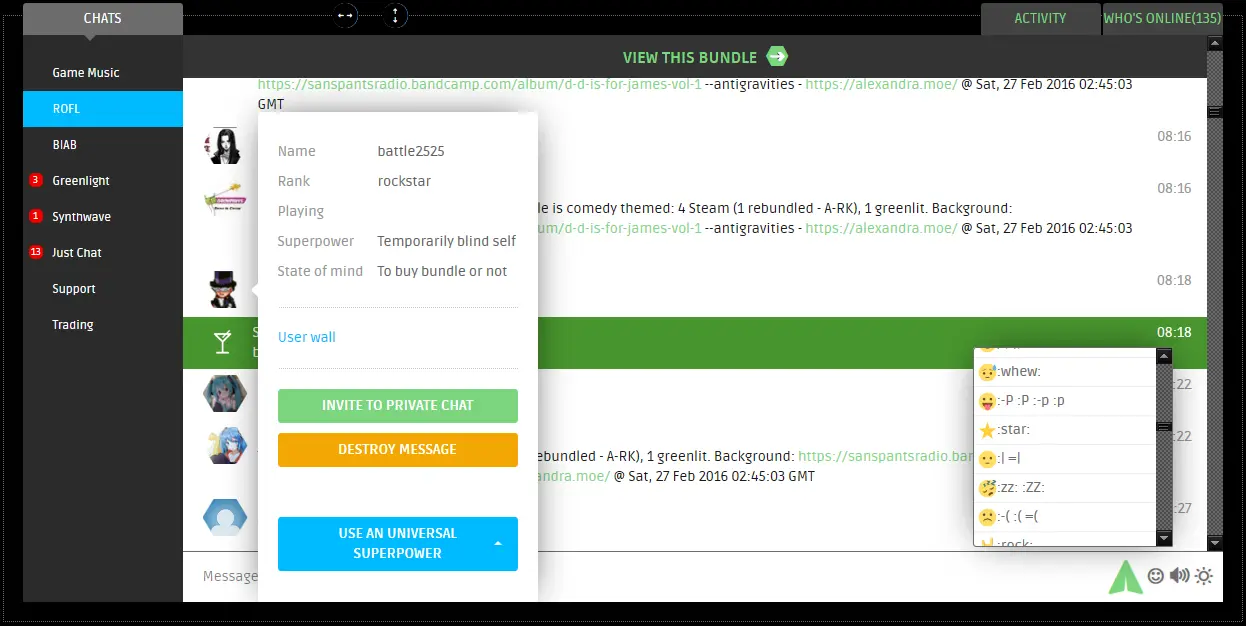 CHATS
ACTIVITY
WHO'S ONLINE(135)
Game Music
ROFL
BIAB
3 Greenlight
1 Synthwave
13 Just Chat
Support
Trading
VIEW THIS BUNDLE
https://sanspantsradio.bandcamp.com/album/d-d-is-for-james-vol-1 --antigravities - https://alexandra.moe/ @ Sat, 27 Feb 2016 02:45:03
GMT
08:16
08:16
le is comedy themed: 4 Steam (1 rebundled - A-RK), 1 greenlit. Background:
um/d-d-is-for-james-vol-1 --antigravities - https://alexandra.moe/ @ Sat, 27 Feb 2016 02:45:03
08:18
08:18
:22
:22
ebundled - A-RK), 1 greenlit. Background: https://sanspantsradio.ban
andra.moe/ @ Sat, 27 Feb 2016 02:45:03 GMT
:27
Name battle2525
Rank rockstar
Playing
Superpower Temporarily blind self
State of mind To buy bundle or not
User wall
INVITE TO PRIVATE CHAT
DESTROY MESSAGE
USE AN UNIVERSAL
SUPERPOWER
:whew:
:-P :P :-p :p
:star:
:| =|
:zz: :ZZ:
:-( :( =(
:rock:
Message